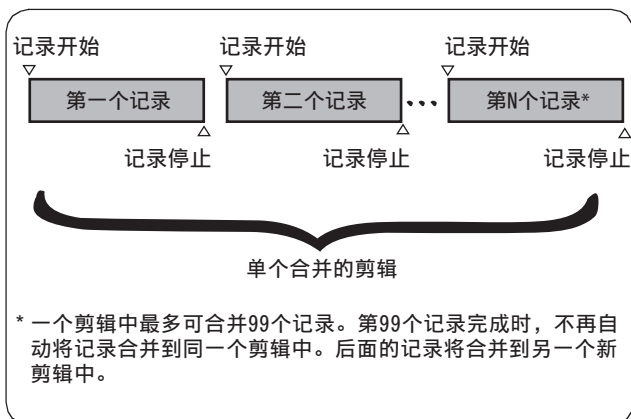 记录开始 记录开始 记录开始
第一个记录 第二个记录 ••• 第N个记录*
记录停止 记录停止 记录停止
单个合并的剪辑
* 一个剪辑中最多可合并99个记录。第99个记录完成时，不再自
动将记录合并到同一个剪辑中。后面的记录将合并到另一个新
剪辑中。